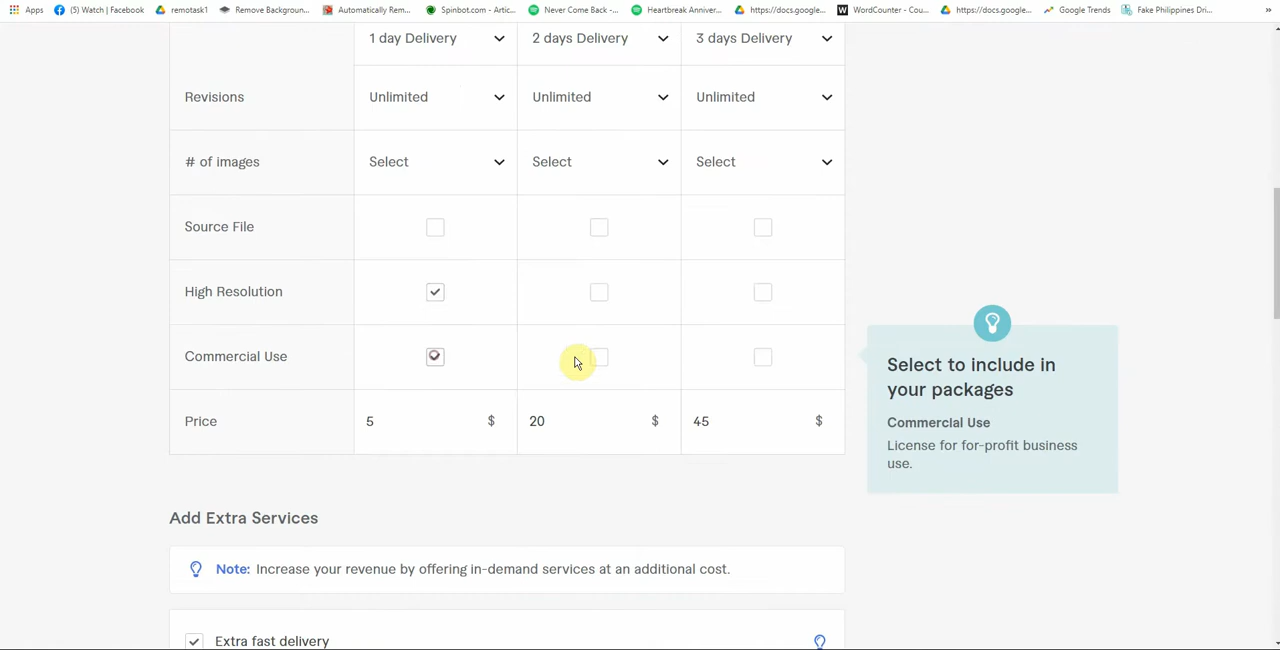 Apps (5) Watch | Facebook remotask1 Remove Backgroun... Automatically Rem... Spinbot.com - Artic... Never Come Back -... Heartbreak Anniver... https://docs.google... WordCounter - Cou... https://docs.google... Google Trends Fake Philippines Dri... »
1 day Delivery 2 days Delivery 3 days Delivery
Revisions Unlimited Unlimited Unlimited
# of images Select Select Select
Source File
High Resolution
Commercial Use
Price 5 $ 20 $ 45 $
Select to include in
your packages
Commercial Use
License for for-profit business
use.
Add Extra Services
Note: Increase your revenue by offering in-demand services at an additional cost.
Extra fast delivery